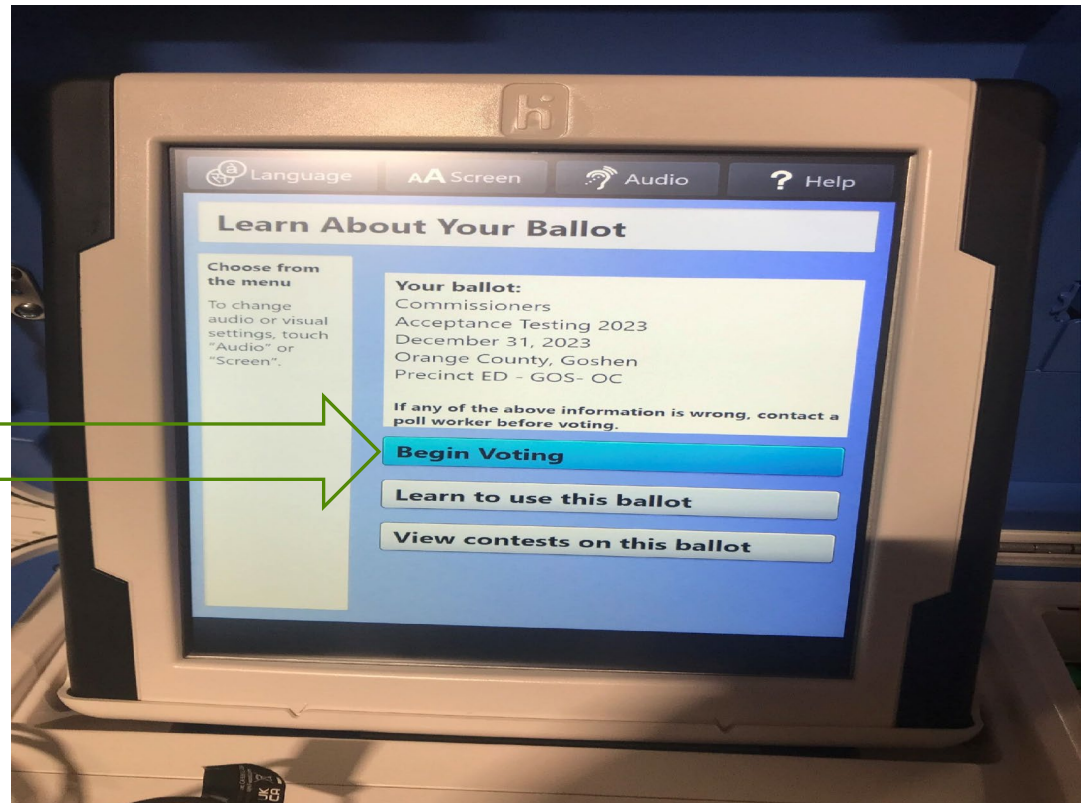 Language
AA Screen
Audio
? Help
Learn About Your Ballot
Choose from
the menu
To change
audio or visual
settings, touch
"Audio" or
"Screen".
Your ballot:
Commissioners
Acceptance Testing 2023
December 31, 2023
Orange County, Goshen
Precinct ED - GOS- OC
If any of the above information is wrong, contact a
poll worker before voting.
Begin Voting
Learn to use this ballot
View contests on this ballot
UK
CA